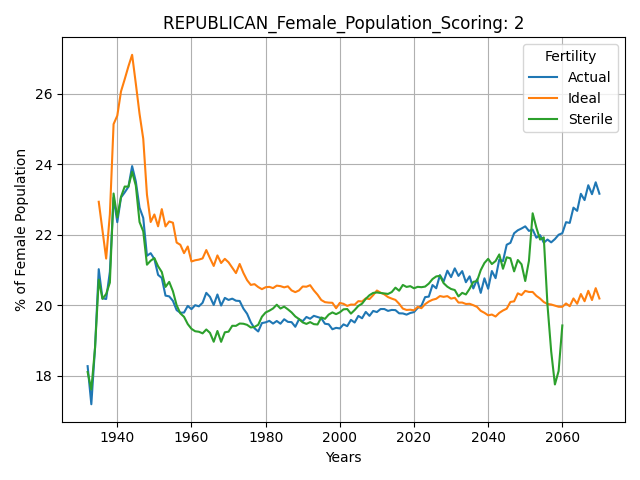 REPUBLICAN_Female_Population_Scoring: 2
Fertility
Actual
Ideal
Sterile
% of Female Population
26
24
22
20
18
1940 1960 1980 2000 2020 2040 2060
Years